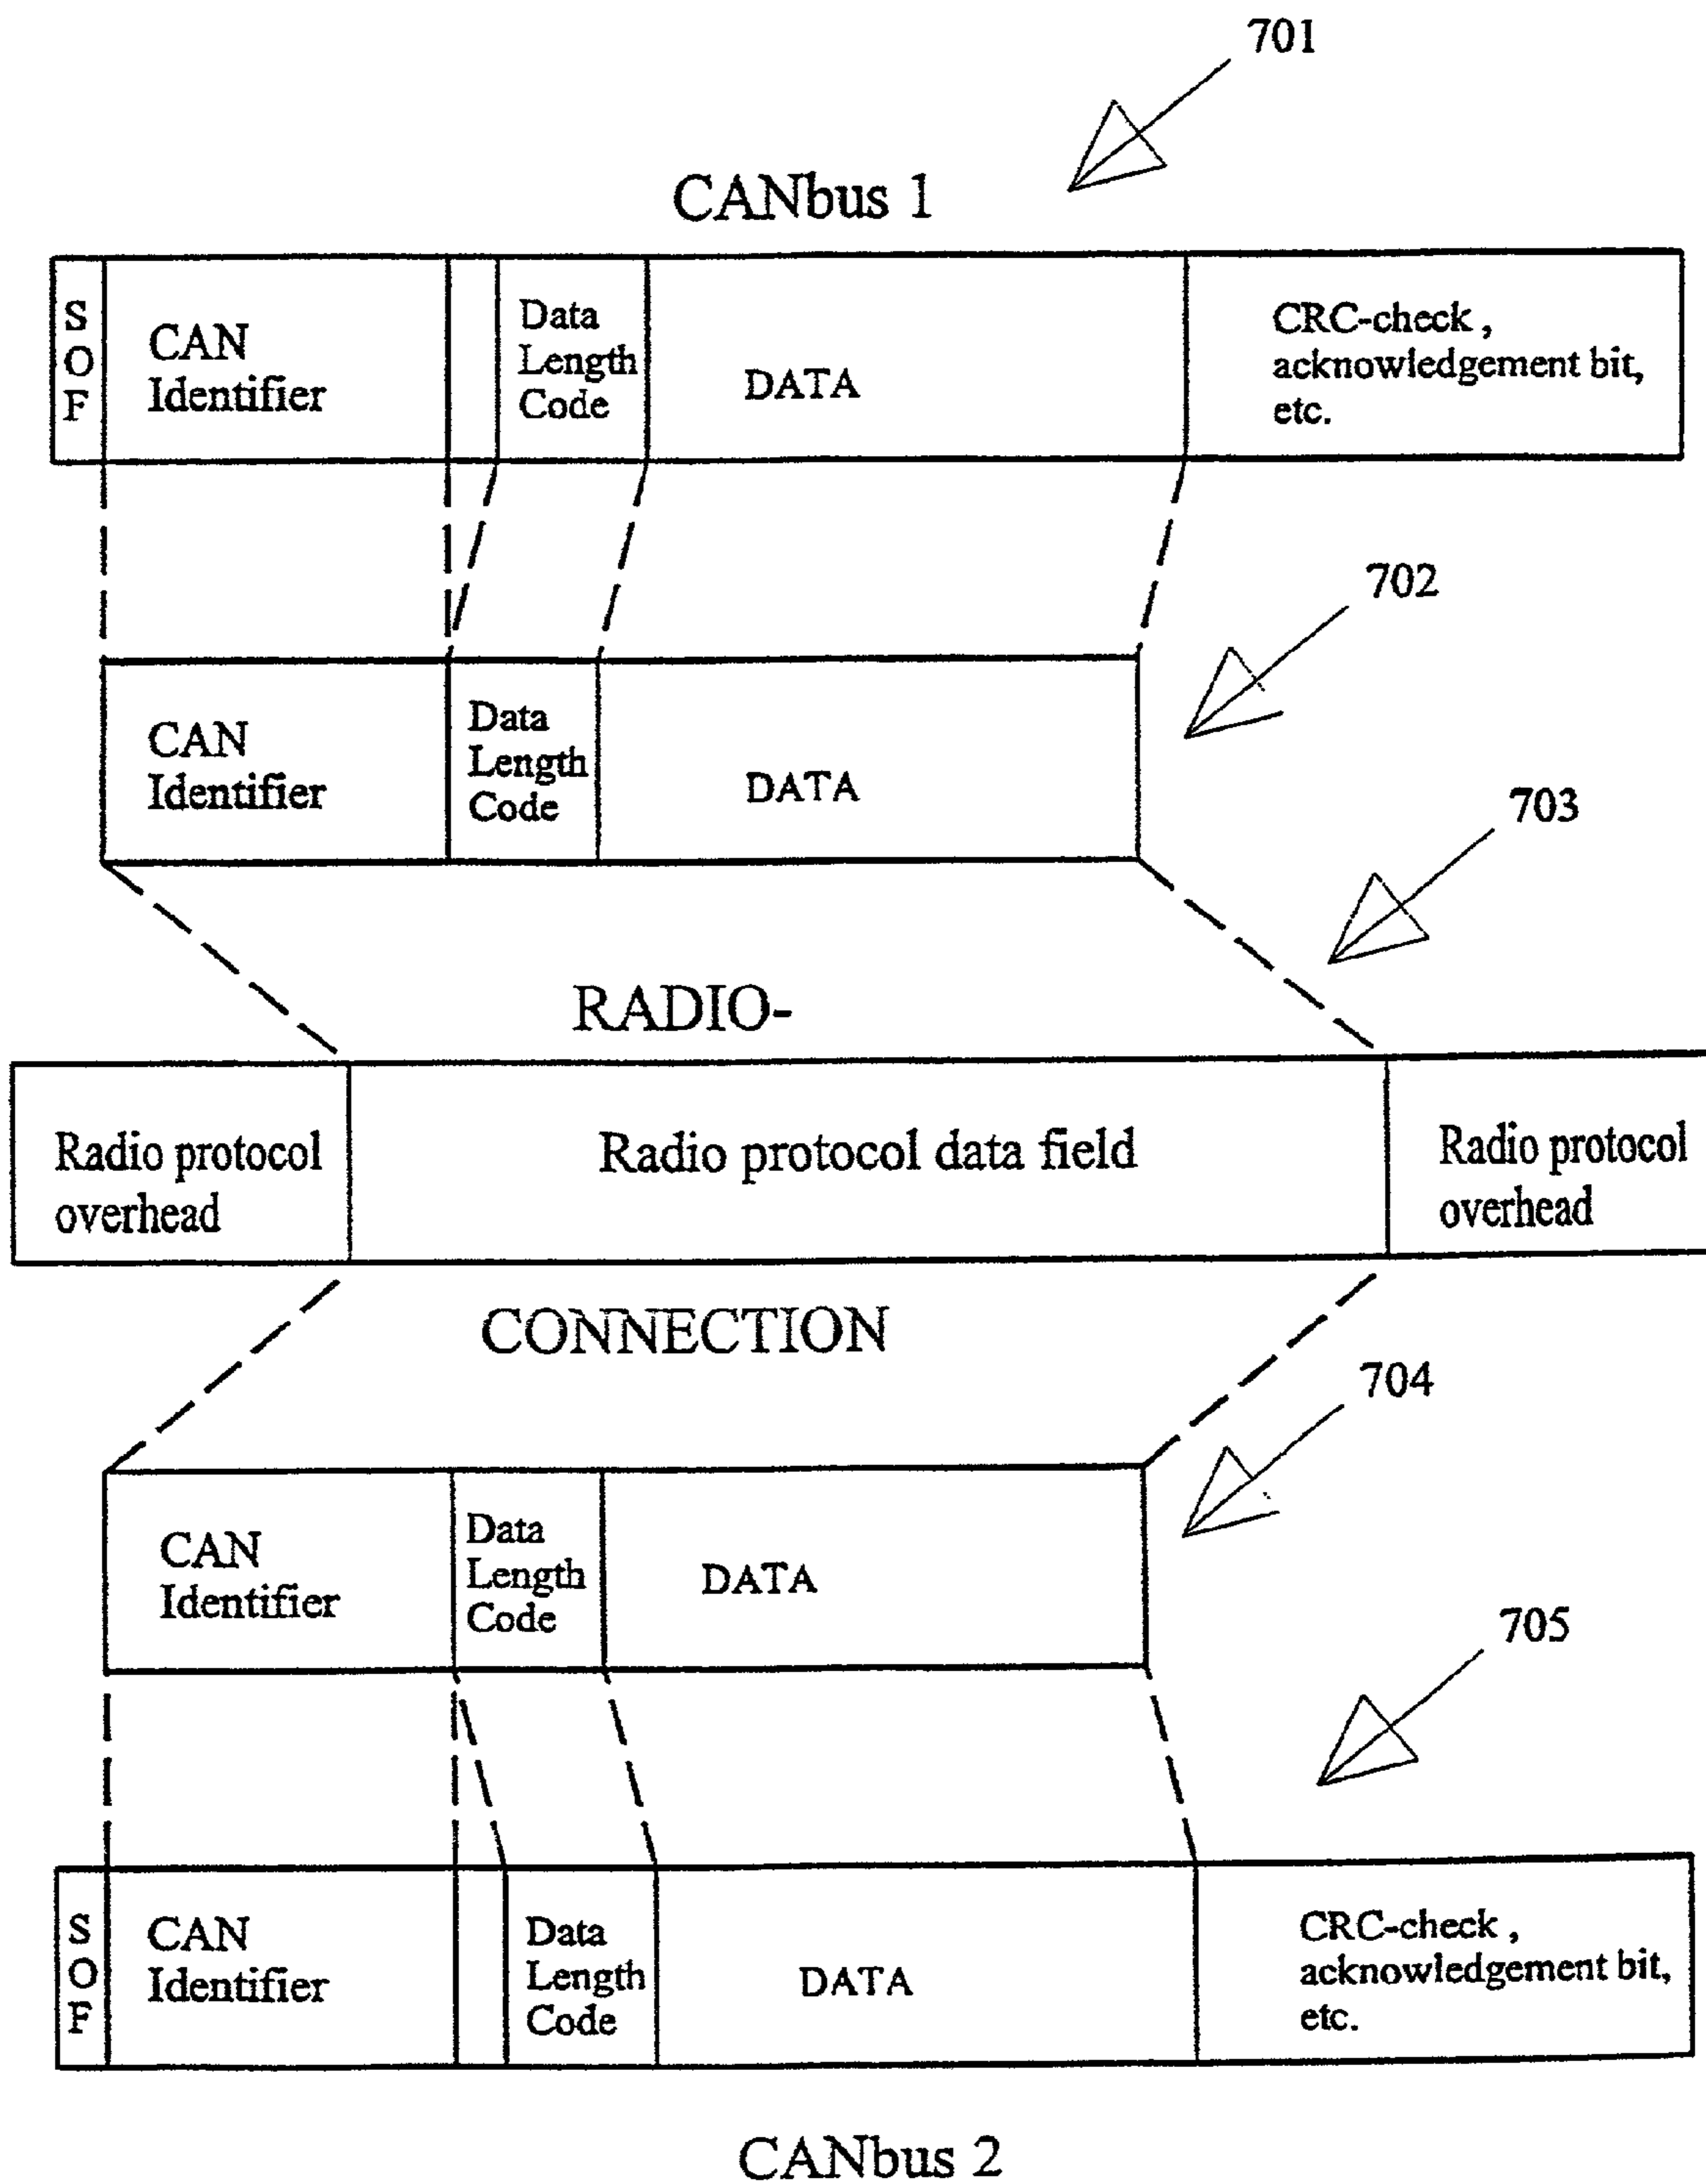 701
CANbus 1
SOF
CAN
Identifier
Data
Length
Code
DATA
CRC-check ,
acknowledgement bit,
etc.
702
CAN
Identifier
Data
Length
Code
DATA
703
RADIO-
Radio protocol
overhead
Radio protocol data field
Radio protocol
overhead
CONNECTION
704
CAN
Identifier
Data
Length
Code
DATA
705
SOF
CAN
Identifier
Data
Length
Code
DATA
CRC-check ,
acknowledgement bit,
etc.
CANbus 2